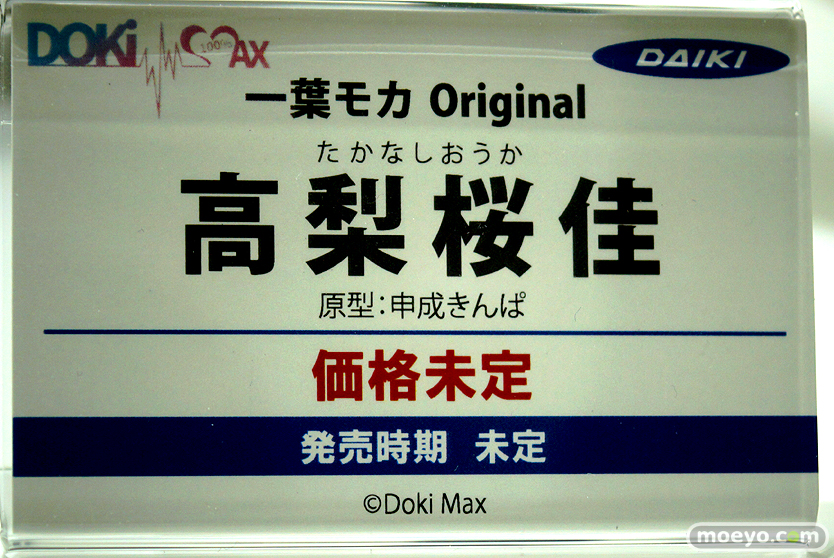 DOKi 100% MAX
DAIKI
一葉モカ Original
たかなしおうか
高梨桜佳
原型：申成きんぱ
価格未定
発売時期 未定
©Doki Max
moeyo.com